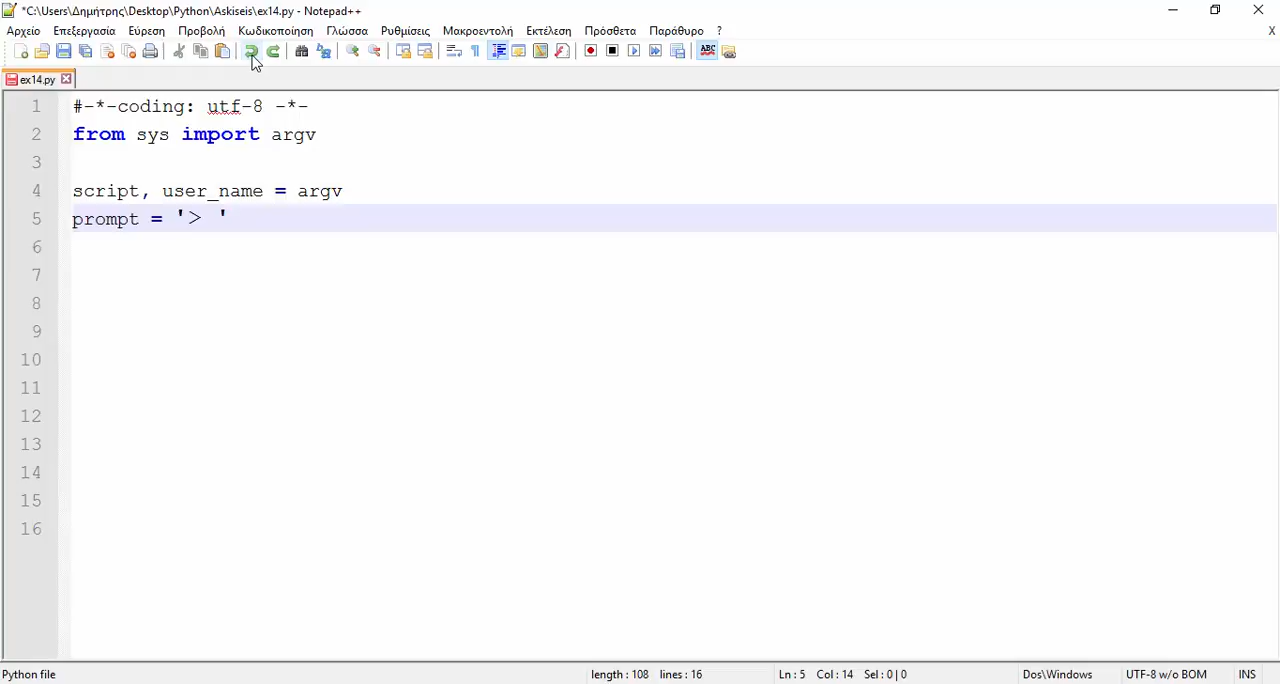 *C:\Users\Δημήτρης\Desktop\Python\Askiseis\ex14.py - Notepad++
Αρχείο Επεξεργασία Εύρεση Προβολή Κωδικοποίηση Γλώσσα Ρυθμίσεις Μακροεντολή Εκτέλεση Πρόσθετα Παράθυρο ? X
ABC
ex14.py
1 #-*-coding: utf-8 -*-
2 from sys import argv
3
4 script, user_name = argv
5 prompt = '> '
6
7
8
9
10
11
12
13
14
15
16
Python file length : 108 lines : 16 Ln : 5 Col : 14 Sel : 0 | 0 Dos\Windows UTF-8 w/o BOM INS